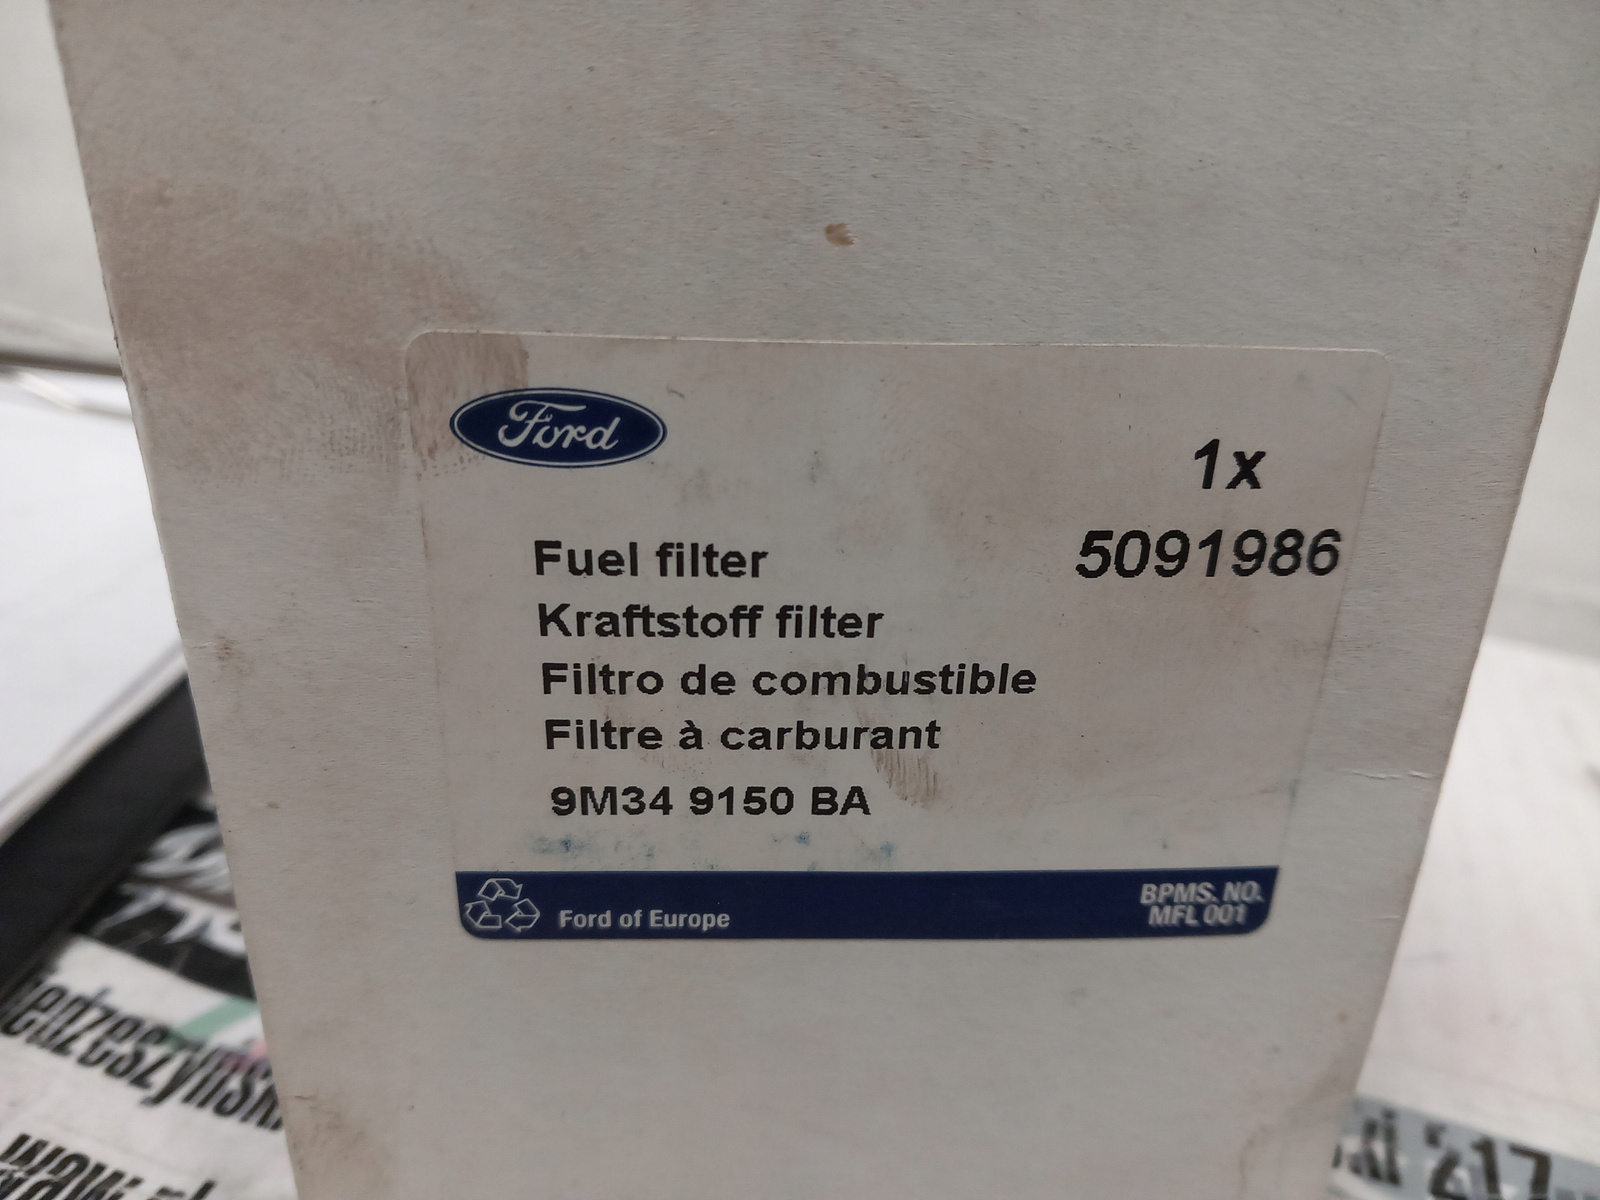 Ford
1x
5091986
Fuel filter
Kraftstoff filter
Filtro de combustible
Filtre à carburant
9M34 9150 BA
Ford of Europe
BPMS. NO.
MFL 001
217